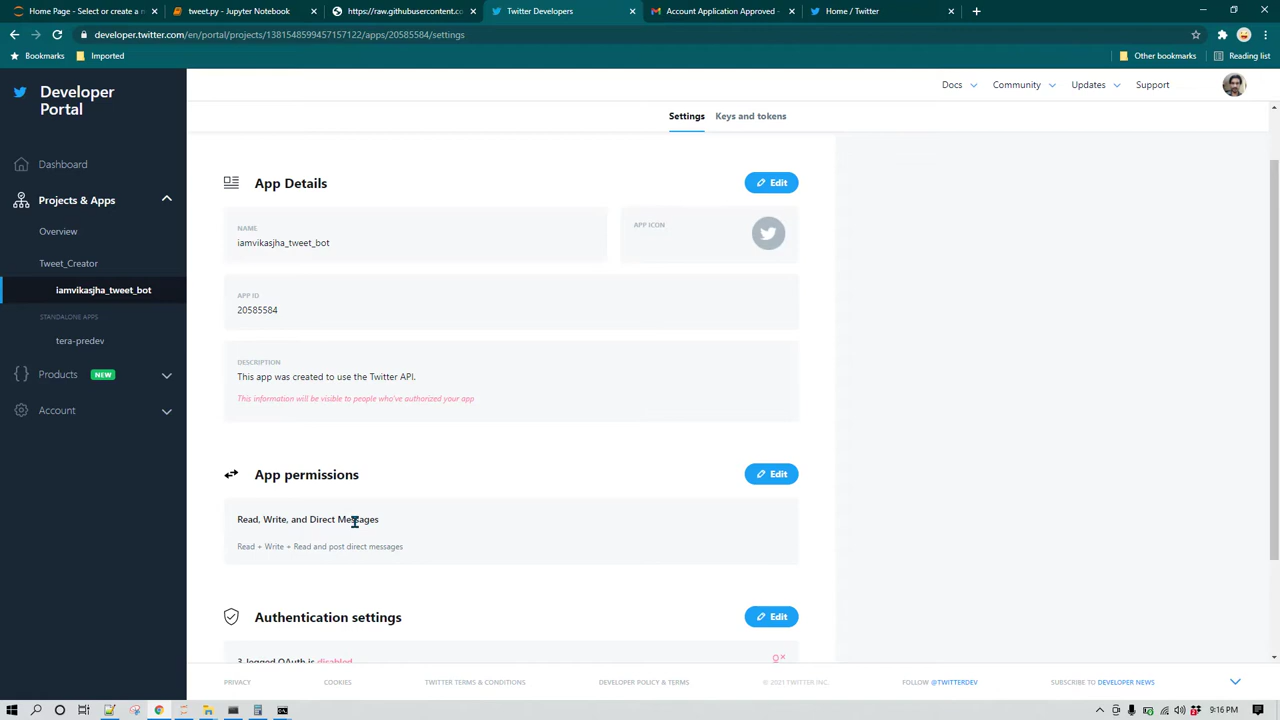 Home Page - Select or create a n
tweet.py - Jupyter Notebook
https://raw.githubusercontent.co
Twitter Developers
Account Application Approved -
Home / Twitter
developer.twitter.com/en/portal/projects/1381548599457157122/apps/20585584/settings
Bookmarks
Imported
Other bookmarks
Reading list
Developer
Portal
Docs
Community
Updates
Support
Settings
Keys and tokens
Dashboard
Projects & Apps
Overview
Tweet_Creator
iamvikasjha_tweet_bot
STANDALONE APPS
tera-predev
Products NEW
Account
App Details
Edit
NAME
iamvikasjha_tweet_bot
APP ICON
APP ID
20585584
DESCRIPTION
This app was created to use the Twitter API.
This information will be visible to people who've authorized your app
App permissions
Edit
Read, Write, and Direct Messages
Read + Write + Read and post direct messages
Authentication settings
Edit
3-legged OAuth is disabled
PRIVACY
COOKIES
TWITTER TERMS & CONDITIONS
DEVELOPER POLICY & TERMS
© 2021 TWITTER INC.
FOLLOW @TWITTERDEV
SUBSCRIBE TO DEVELOPER NEWS
9:16 PM